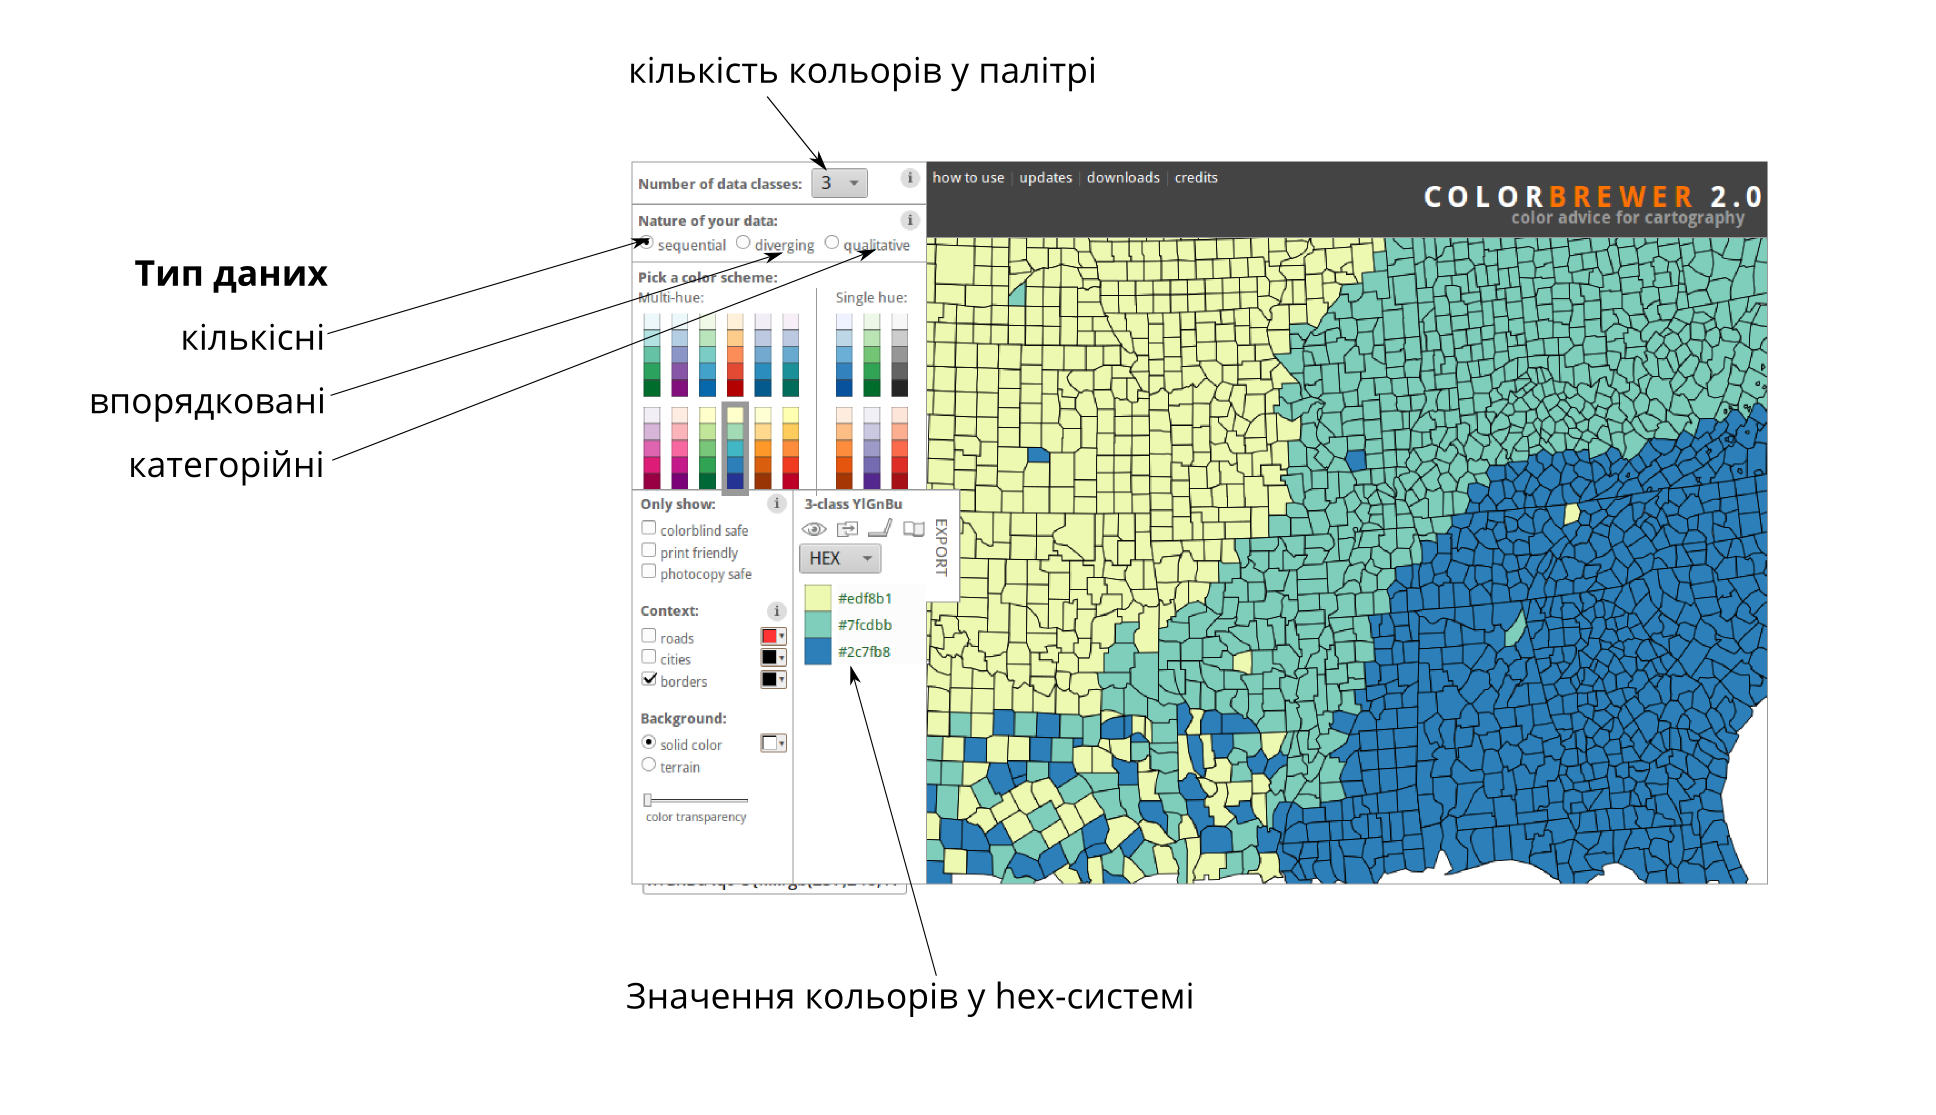 кількість кольорів у палітрі
Number of data classes: 3 i
how to use | updates | downloads | credits
COLORBREWER 2.0
color advice for cartography
Nature of your data: i
sequential diverging qualitative
Тип даних
кількісні
впорядковані
категорійні
Pick a color scheme:
Multi-hue: Single hue:
Only show: i
colorblind safe
print friendly
photocopy safe
Context: i
roads
cities
borders
Background:
solid color
terrain
color transparency
3-class YlGnBu
EXPORT
HEX
#edf8b1
#7fcdbb
#2c7fb8
Значення кольорів у hex-системі